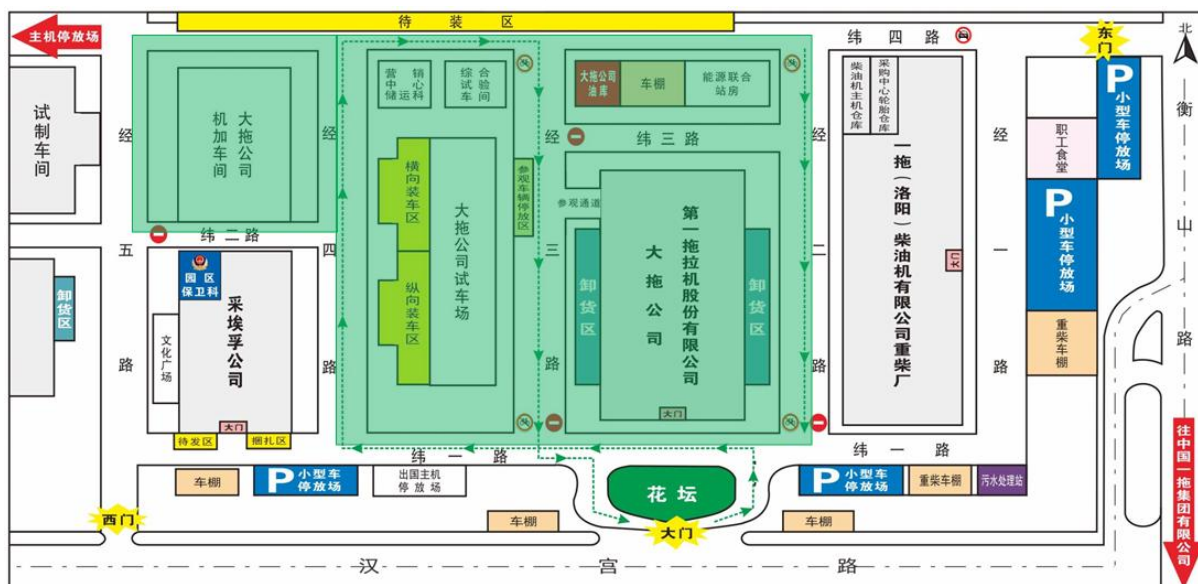 待装区
主机停放场
纬四路
东门
北
衡山路
试制车间
经五路
大拖公司
机加车间
经四路
营销
中心
储运科
综合
试验
车间
大拖公司
油库
车棚
能源联合
站房
经三路
纬三路
柴油机主机仓库
采购中心轮胎仓库
经二路
经一路
职工食堂
P
小型车停放场
P
小型车停放场
重柴车棚
横向装车区
纵向装车区
大拖公司试车场
参观车辆停放区
参观通道
卸货区
第一拖拉机股份有限公司
大拖公司
大门
卸货区
一拖（洛阳）柴油机有限公司重柴厂
大门
纬二路
卸货区
园区
保卫科
文化广场
采埃孚公司
大门
待发区
捆扎区
纬一路
纬一路
车棚
P
小型车
停放场
出国主机
停放场
花坛
P
小型车
停放场
重柴车棚
污水处理站
西门
车棚
大门
车棚
汉宫路
往中国一拖集团有限公司